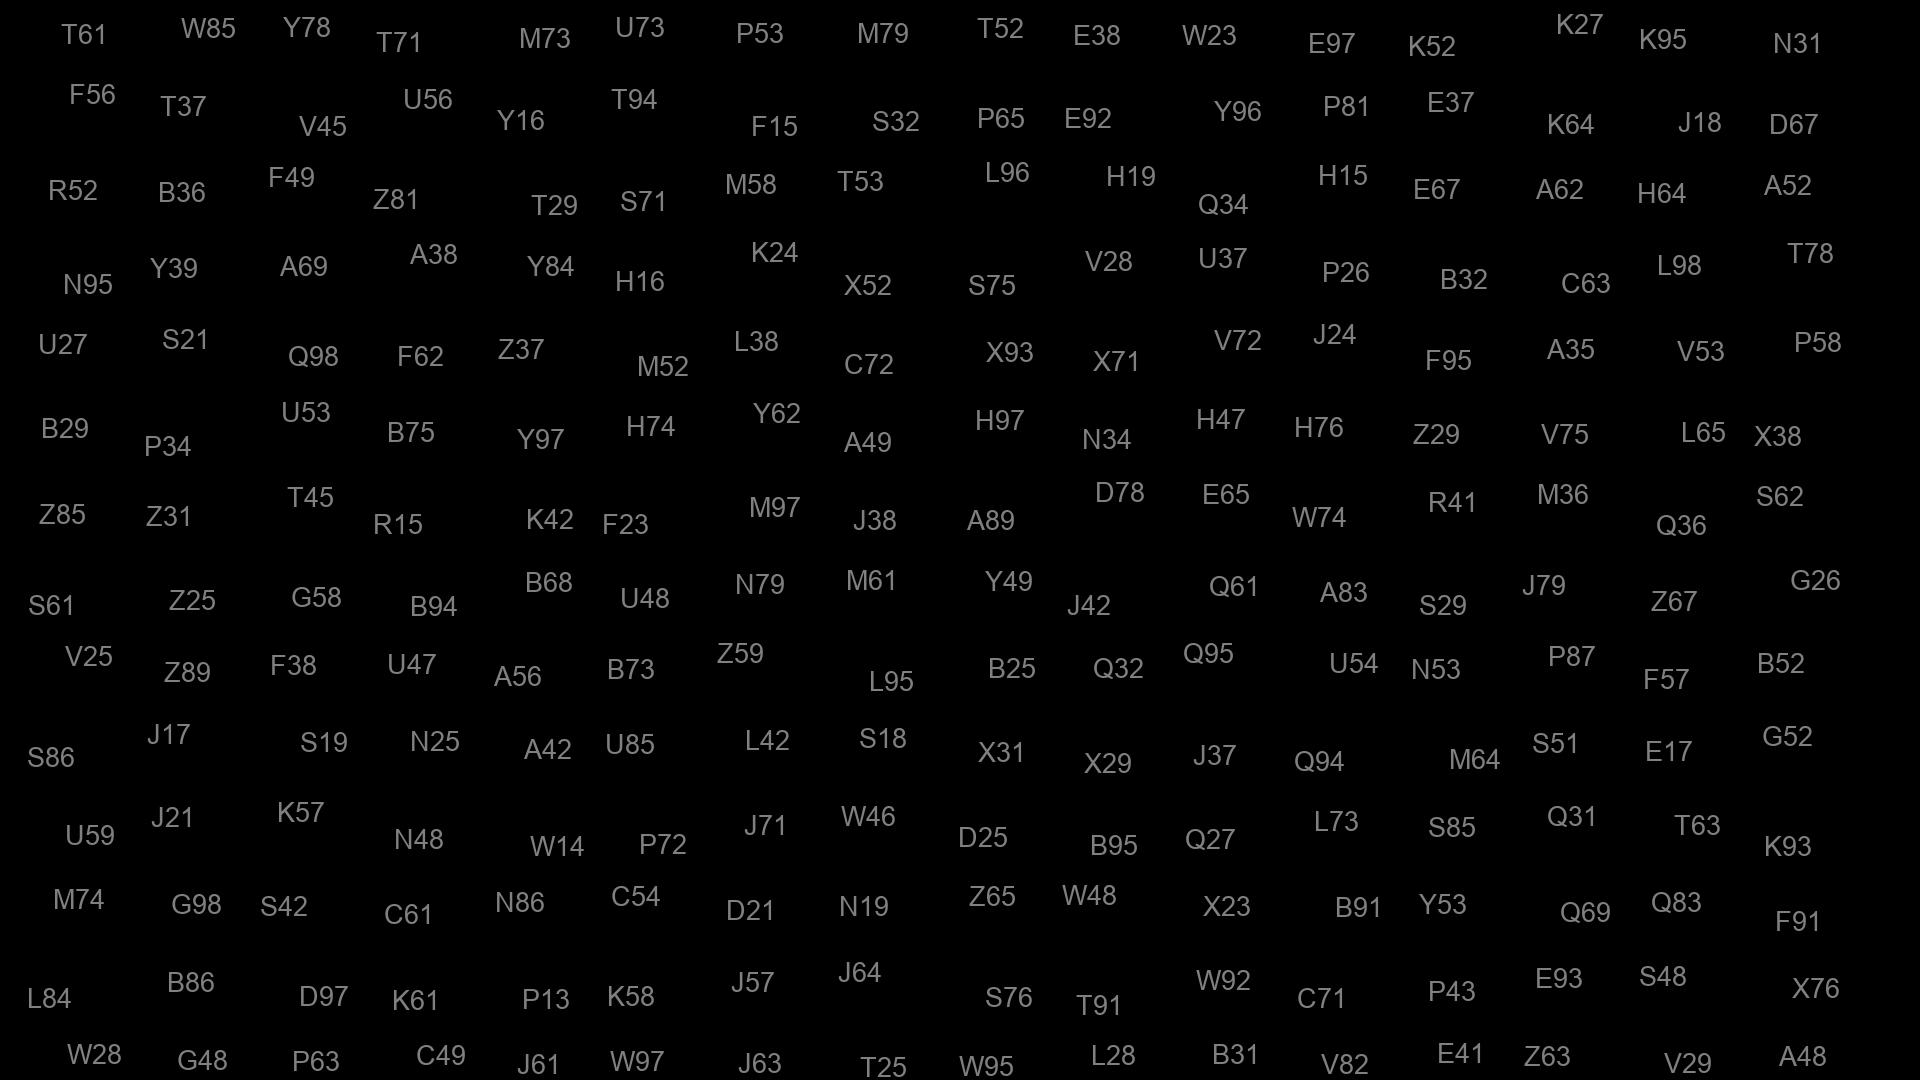 T61 W85 Y78 T71 M73 U73 P53 M79 T52 E38 W23 E97 K52 K27 K95 N31
F56 T37 V45 U56 Y16 T94 F15 S32 P65 E92 Y96 P81 E37 K64 J18 D67
R52 B36 F49 Z81 T29 S71 M58 T53 L96 H19 Q34 H15 E67 A62 H64 A52
N95 Y39 A69 A38 Y84 H16 K24 X52 S75 V28 U37 P26 B32 C63 L98 T78
U27 S21 Q98 F62 Z37 M52 L38 C72 X93 X71 V72 J24 F95 A35 V53 P58
B29 P34 U53 B75 Y97 H74 Y62 A49 H97 N34 H47 H76 Z29 V75 L65 X38
Z85 Z31 T45 R15 K42 F23 M97 J38 A89 D78 E65 W74 R41 M36 Q36 S62
S61 Z25 G58 B94 B68 U48 N79 M61 Y49 J42 Q61 A83 S29 J79 Z67 G26
V25 Z89 F38 U47 A56 B73 Z59 L95 B25 Q32 Q95 U54 N53 P87 F57 B52
S86 J17 S19 N25 A42 U85 L42 S18 X31 X29 J37 Q94 M64 S51 E17 G52
U59 J21 K57 N48 W14 P72 J71 W46 D25 B95 Q27 L73 S85 Q31 T63 K93
M74 G98 S42 C61 N86 C54 D21 N19 Z65 W48 X23 B91 Y53 Q69 Q83 F91
L84 B86 D97 K61 P13 K58 J57 J64 S76 T91 W92 C71 P43 E93 S48 X76
W28 G48 P63 C49 J61 W97 J63 T25 W95 L28 B31 V82 E41 Z63 V29 A48